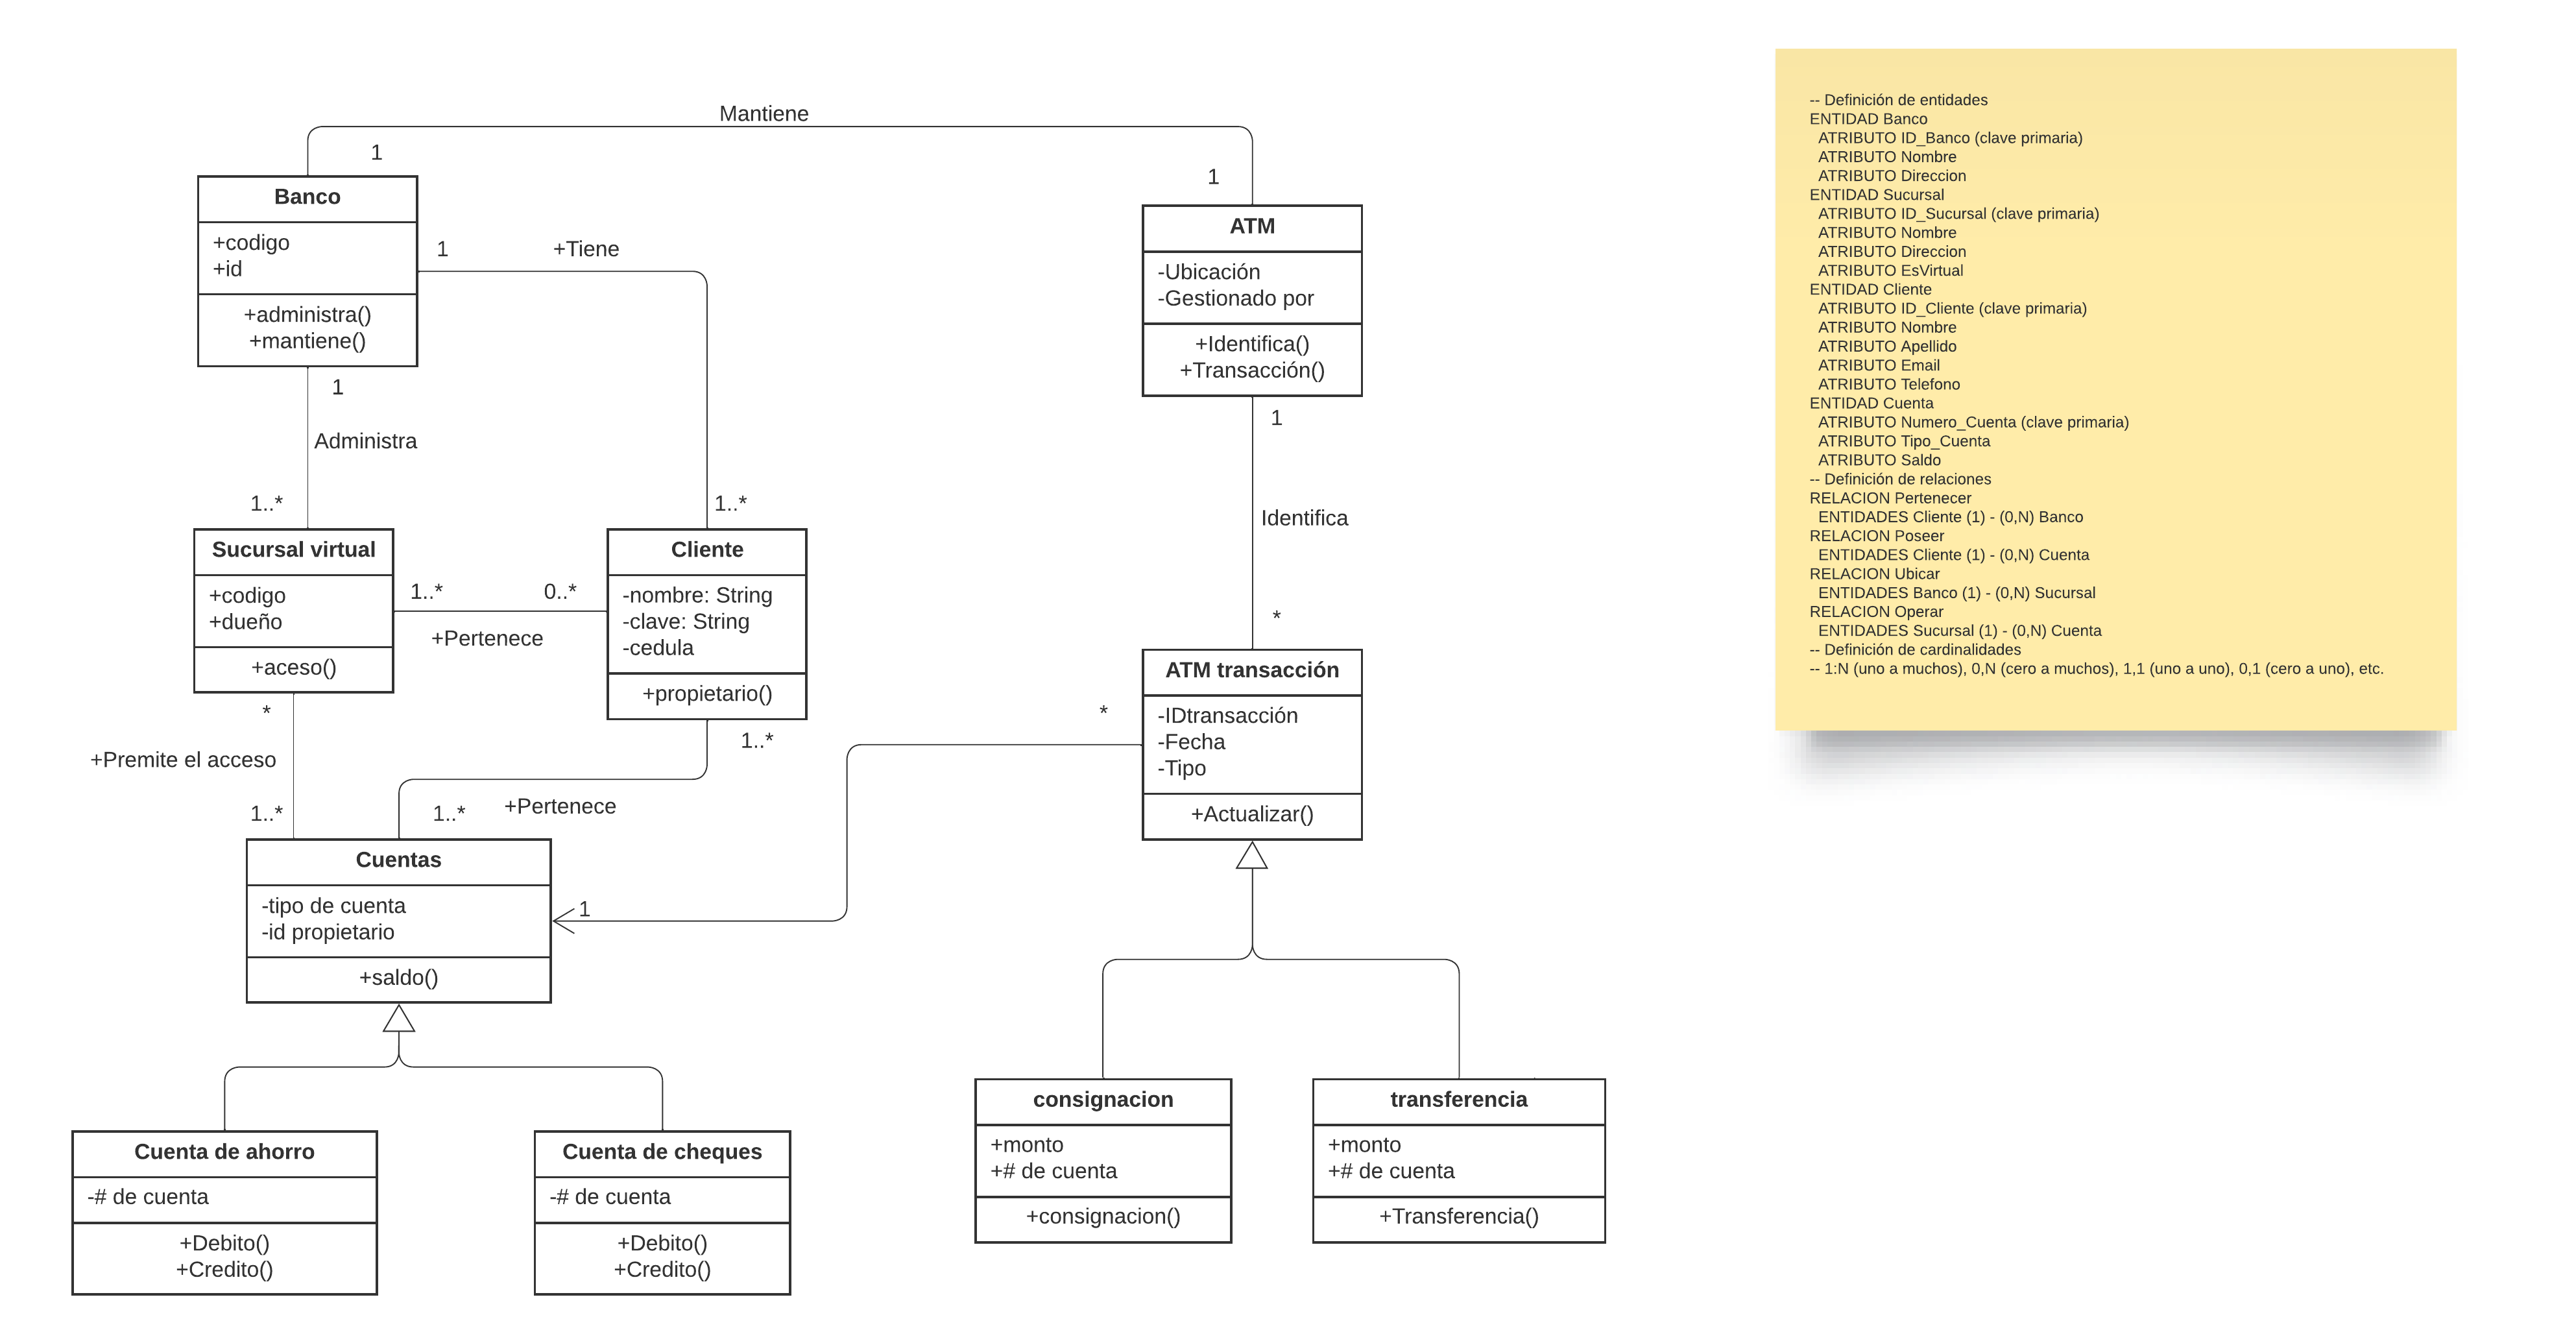 Mantiene
1
1
Banco
+codigo
+id
+administra()
+mantiene()
1
+Tiene
ATM
-Ubicación
-Gestionado por
+Identifica()
+Transacción()
1
Administra
1..*
1..*
1
Identifica
*
Sucursal virtual
+codigo
+dueño
+aceso()
1..*
0..*
+Pertenece
Cliente
-nombre: String
-clave: String
-cedula
+propietario()
ATM transacción
-IDtransacción
-Fecha
-Tipo
+Actualizar()
*
+Premite el acceso
1..*
1..*
1..*
+Pertenece
*
Cuentas
-tipo de cuenta
-id propietario
+saldo()
1
Cuenta de ahorro
-# de cuenta
+Debito()
+Credito()
Cuenta de cheques
-# de cuenta
+Debito()
+Credito()
consignacion
+monto
+# de cuenta
+consignacion()
transferencia
+monto
+# de cuenta
+Transferencia()
-- Definición de entidades
ENTIDAD Banco
ATRIBUTO ID_Banco (clave primaria)
ATRIBUTO Nombre
ATRIBUTO Direccion
ENTIDAD Sucursal
ATRIBUTO ID_Sucursal (clave primaria)
ATRIBUTO Nombre
ATRIBUTO Direccion
ATRIBUTO EsVirtual
ENTIDAD Cliente
ATRIBUTO ID_Cliente (clave primaria)
ATRIBUTO Nombre
ATRIBUTO Apellido
ATRIBUTO Email
ATRIBUTO Telefono
ENTIDAD Cuenta
ATRIBUTO Numero_Cuenta (clave primaria)
ATRIBUTO Tipo_Cuenta
ATRIBUTO Saldo
-- Definición de relaciones
RELACION Pertenecer
ENTIDADES Cliente (1) - (0,N) Banco
RELACION Poseer
ENTIDADES Cliente (1) - (0,N) Cuenta
RELACION Ubicar
ENTIDADES Banco (1) - (0,N) Sucursal
RELACION Operar
ENTIDADES Sucursal (1) - (0,N) Cuenta
-- Definición de cardinalidades
-- 1:N (uno a muchos), 0,N (cero a muchos), 1,1 (uno a uno), 0,1 (cero a uno), etc.